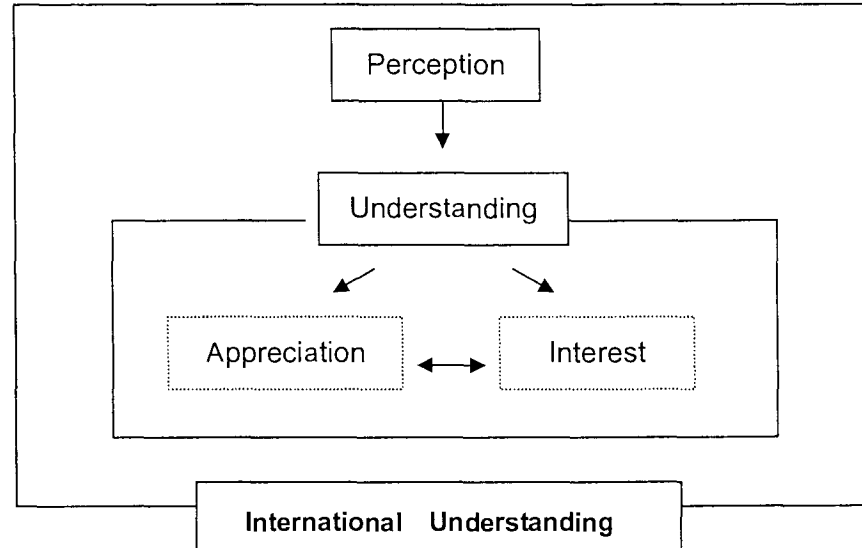 Perception
Understanding
Appreciation
Interest
International Understanding